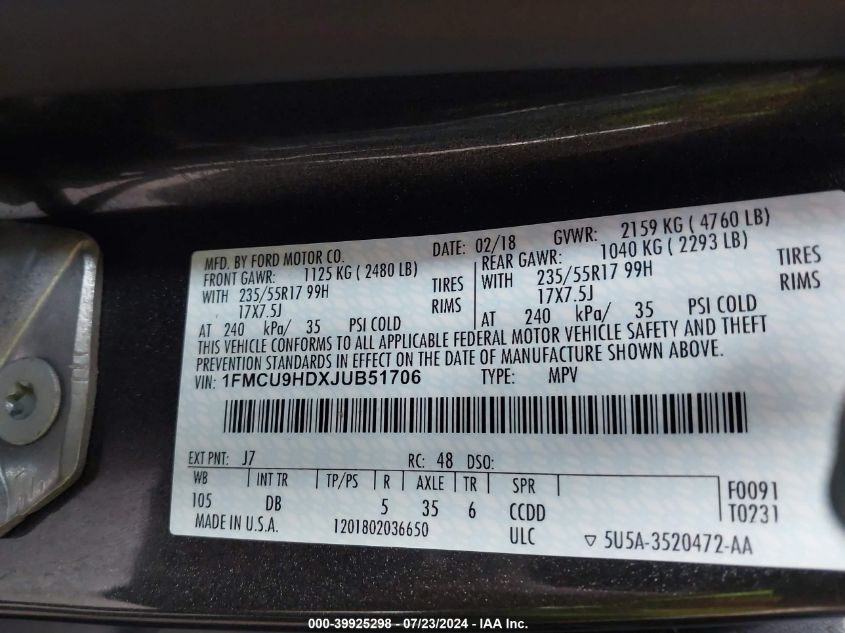 MFD. BY FORD MOTOR CO. DATE: 02/18 GVWR: 2159 KG ( 4760 LB)
FRONT GAWR: 1125 KG ( 2480 LB) REAR GAWR: 1040 KG ( 2293 LB)
WITH 235/55R17 99H TIRES WITH 235/55R17 99H TIRES
17X7.5J RIMS 17X7.5J RIMS
AT 240 kPa/ 35 PSI COLD AT 240 kPa/ 35 PSI COLD
THIS VEHICLE CONFORMS TO ALL APPLICABLE FEDERAL MOTOR VEHICLE SAFETY AND THEFT
PREVENTION STANDARDS IN EFFECT ON THE DATE OF MANUFACTURE SHOWN ABOVE.
VIN: 1FMCU9HDXJUB51706 TYPE: MPV
EXT PNT: J7 RC: 48 DSO:
WB INT TR TP/PS R AXLE TR SPR F0091
105 DB 5 35 6 CCDD T0231
MADE IN U.S.A. 1201802036650 ULC ▽ 5U5A-3520472-AA
000-39925298 - 07/23/2024 - IAA Inc.